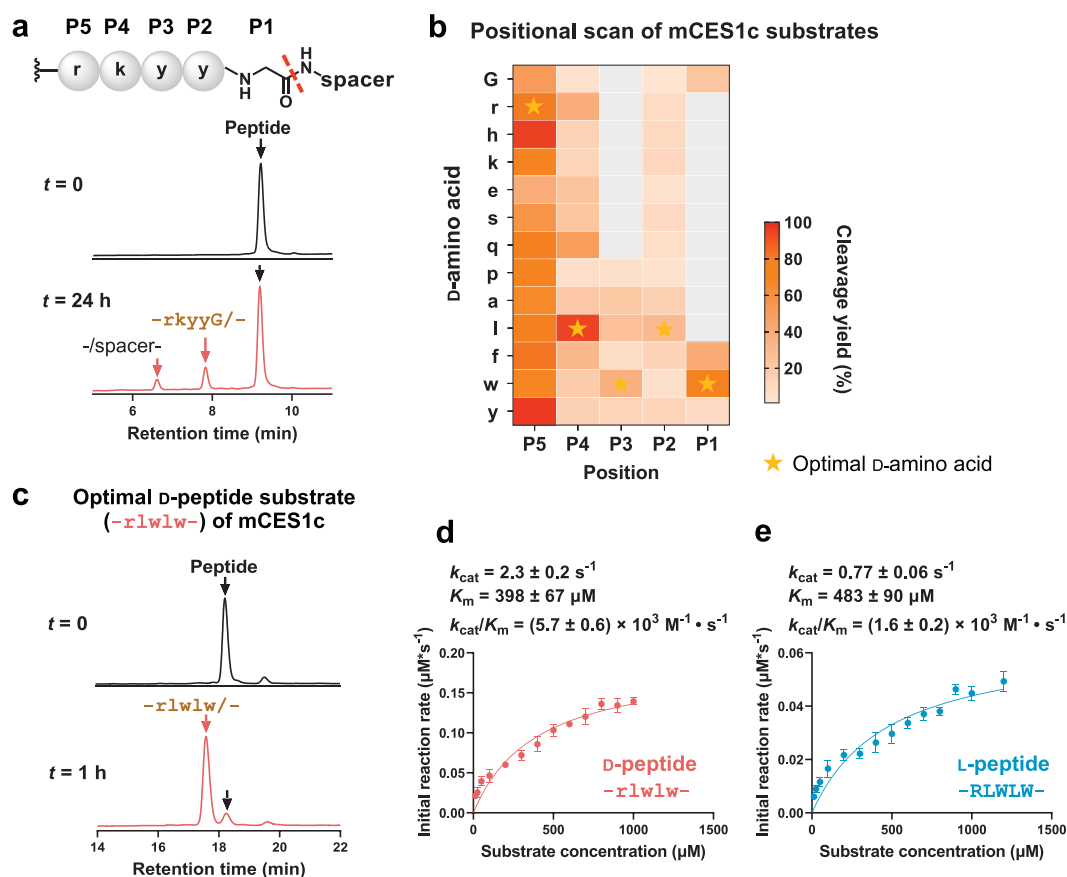 a
P5 P4 P3 P2 P1
r k y y
H
N
N
H
O
spacer
Peptide
t = 0
t = 24 h
–rkyyG/–
-/spacer-
6 8 10
Retention time (min)
b Positional scan of mCES1c substrates
D-amino acid
G
r
h
k
e
s
q
p
a
l
f
w
y
P5 P4 P3 P2 P1
Position
100
80
60
40
20
Cleavage yield (%)
★ Optimal D-amino acid
c Optimal D-peptide substrate
(–rlwlw–) of mCES1c
Peptide
t = 0
–rlwlw/–
t = 1 h
14 16 18 20 22
Retention time (min)
d
kcat = 2.3 ± 0.2 s⁻¹
Km = 398 ± 67 µM
kcat/Km = (5.7 ± 0.6) × 10³ M⁻¹ • s⁻¹
Initial reaction rate (µM*s⁻¹)
0.20
0.15
0.10
0.05
0.00
D-peptide
–rlwlw–
0 500 1000 1500
Substrate concentration (µM)
e
kcat = 0.77 ± 0.06 s⁻¹
Km = 483 ± 90 µM
kcat/Km = (1.6 ± 0.2) × 10³ M⁻¹ • s⁻¹
Initial reaction rate (µM*s⁻¹)
0.06
0.04
0.02
0.00
L-peptide
–RLWLW–
0 500 1000 1500
Substrate concentration (µM)